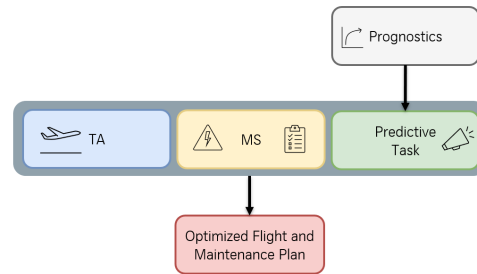 Prognostics
TA
MS
Predictive
Task
Optimized Flight and
Maintenance Plan